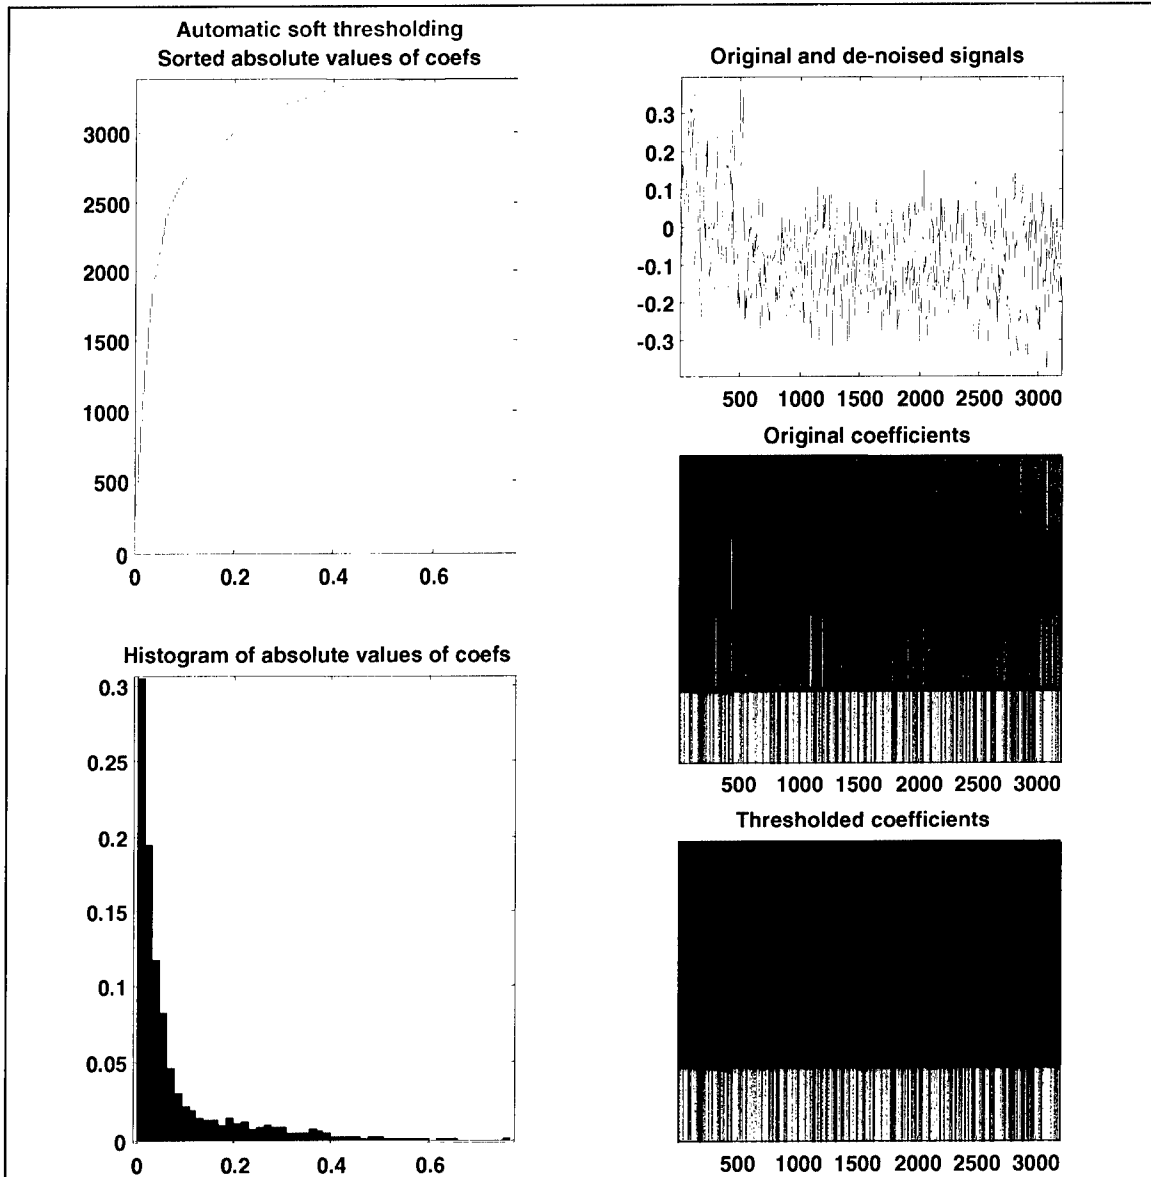 Automatic soft thresholding
Sorted absolute values of coefs
3000
2500
2000
1500
1000
500
0
0 0.2 0.4 0.6
Histogram of absolute values of coefs
0.3
0.25
0.2
0.15
0.1
0.05
0
0 0.2 0.4 0.6
Original and de-noised signals
0.3
0.2
0.1
0
-0.1
-0.2
-0.3
500 1000 1500 2000 2500 3000
Original coefficients
500 1000 1500 2000 2500 3000
Thresholded coefficients
500 1000 1500 2000 2500 3000